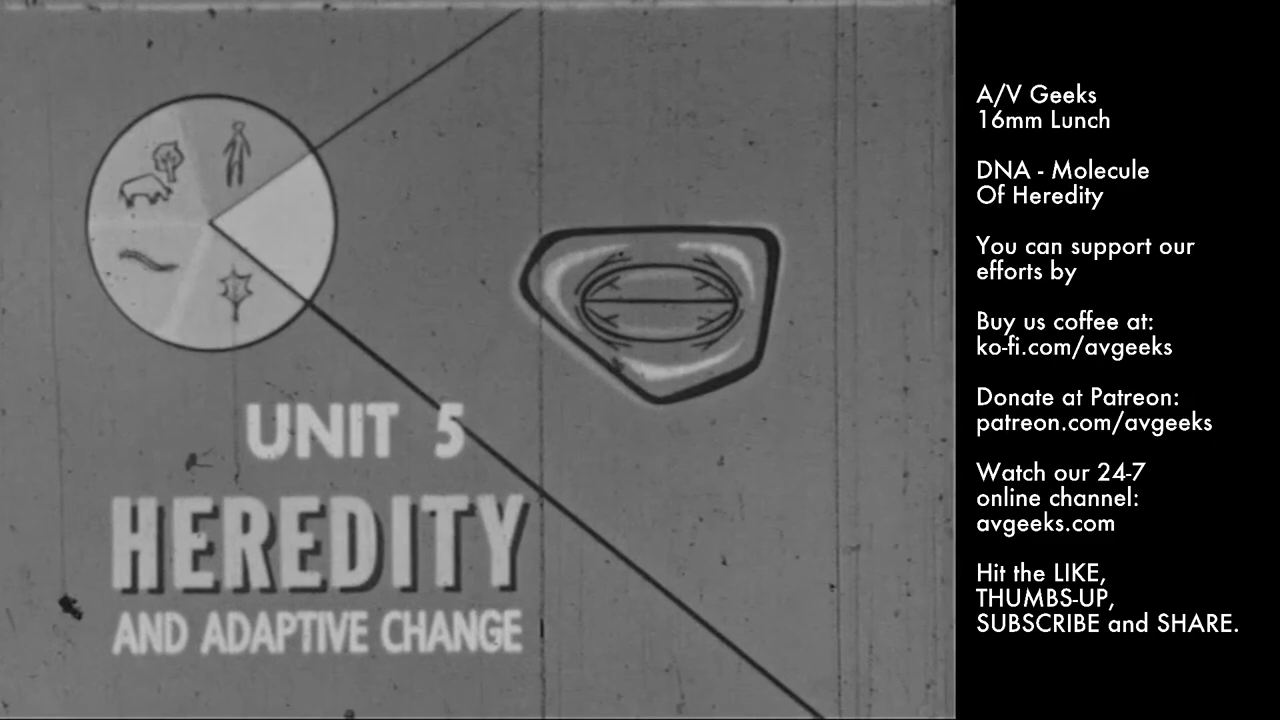 UNIT 5
HEREDITY
AND ADAPTIVE CHANGE
A/V Geeks
16mm Lunch
DNA - Molecule
Of Heredity
You can support our
efforts by
Buy us coffee at:
ko-fi.com/avgeeks
Donate at Patreon:
patreon.com/avgeeks
Watch our 24-7
online channel:
avgeeks.com
Hit the LIKE,
THUMBS-UP,
SUBSCRIBE and SHARE.